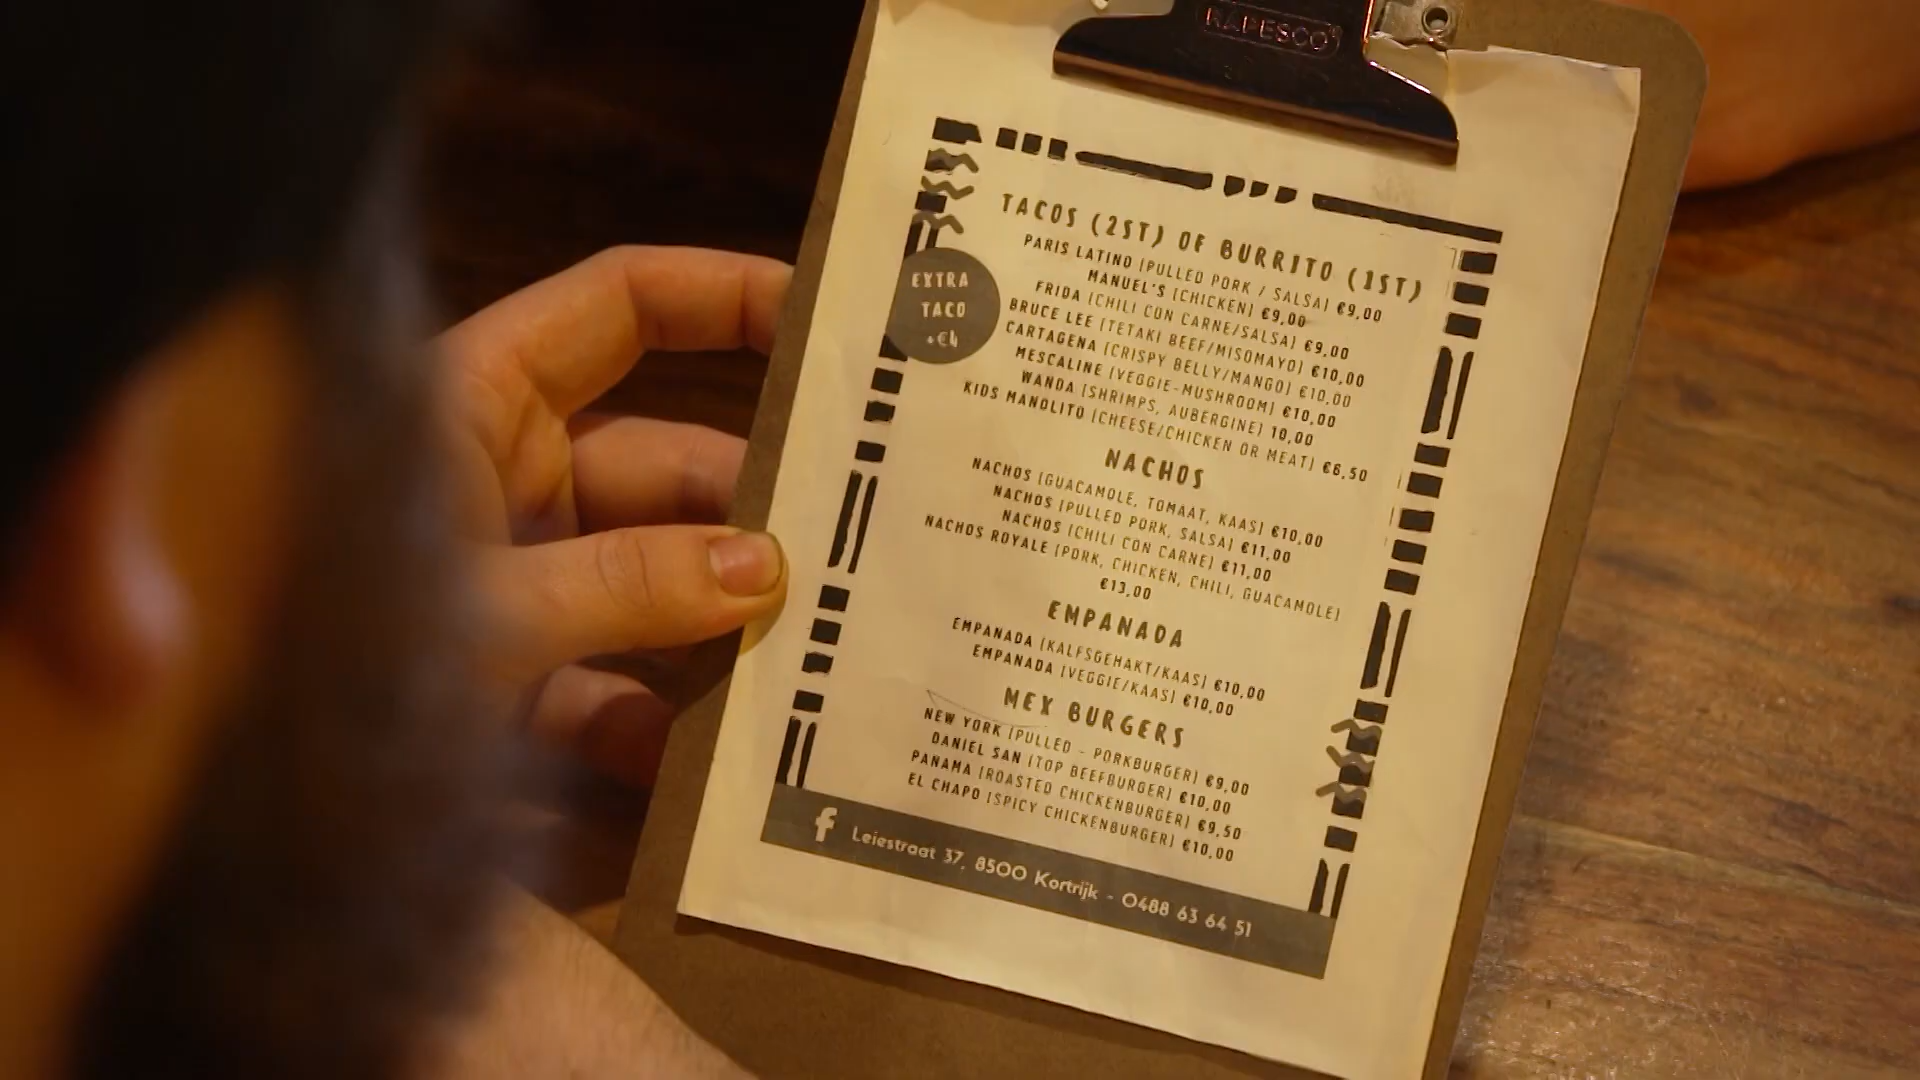 RAPESCO
TACOS (2ST) OF BURRITO (1ST)
PARIS LATINO [PULLED PORK / SALSA] €9,00
MANUEL'S [CHICKEN] €9,00
FRIDA [CHILI CON CARNE/SALSA] €9,00
BRUCE LEE [TETAKI BEEF/MISOMAYO] €10,00
CARTAGENA [CRISPY BELLY/MANGO] €10,00
MESCALINE [VEGGIE-MUSHROOM] €10,00
WANDA [SHRIMPS, AUBERGINE] 10,00
KIDS MANOLITO [CHEESE/CHICKEN OR MEAT] €6,50
EXTRA
TACO
+€4
NACHOS
NACHOS [GUACAMOLE, TOMAAT, KAAS] €10,00
NACHOS [PULLED PORK, SALSA] €11,00
NACHOS [CHILI CON CARNE] €11,00
NACHOS ROYALE [PORK, CHICKEN, CHILI, GUACAMOLE]
€13,00
EMPANADA
EMPANADA [KALFSGEHAKT/KAAS] €10,00
EMPANADA [VEGGIE/KAAS] €10,00
MEX BURGERS
NEW YORK [PULLED - PORKBURGER] €9,00
DANIEL SAN [TOP BEEFBURGER] €10,00
PANAMA [ROASTED CHICKENBURGER] €9,50
EL CHAPO [SPICY CHICKENBURGER] €10,00
f Leiestraat 37, 8500 Kortrijk - 0488 63 64 51